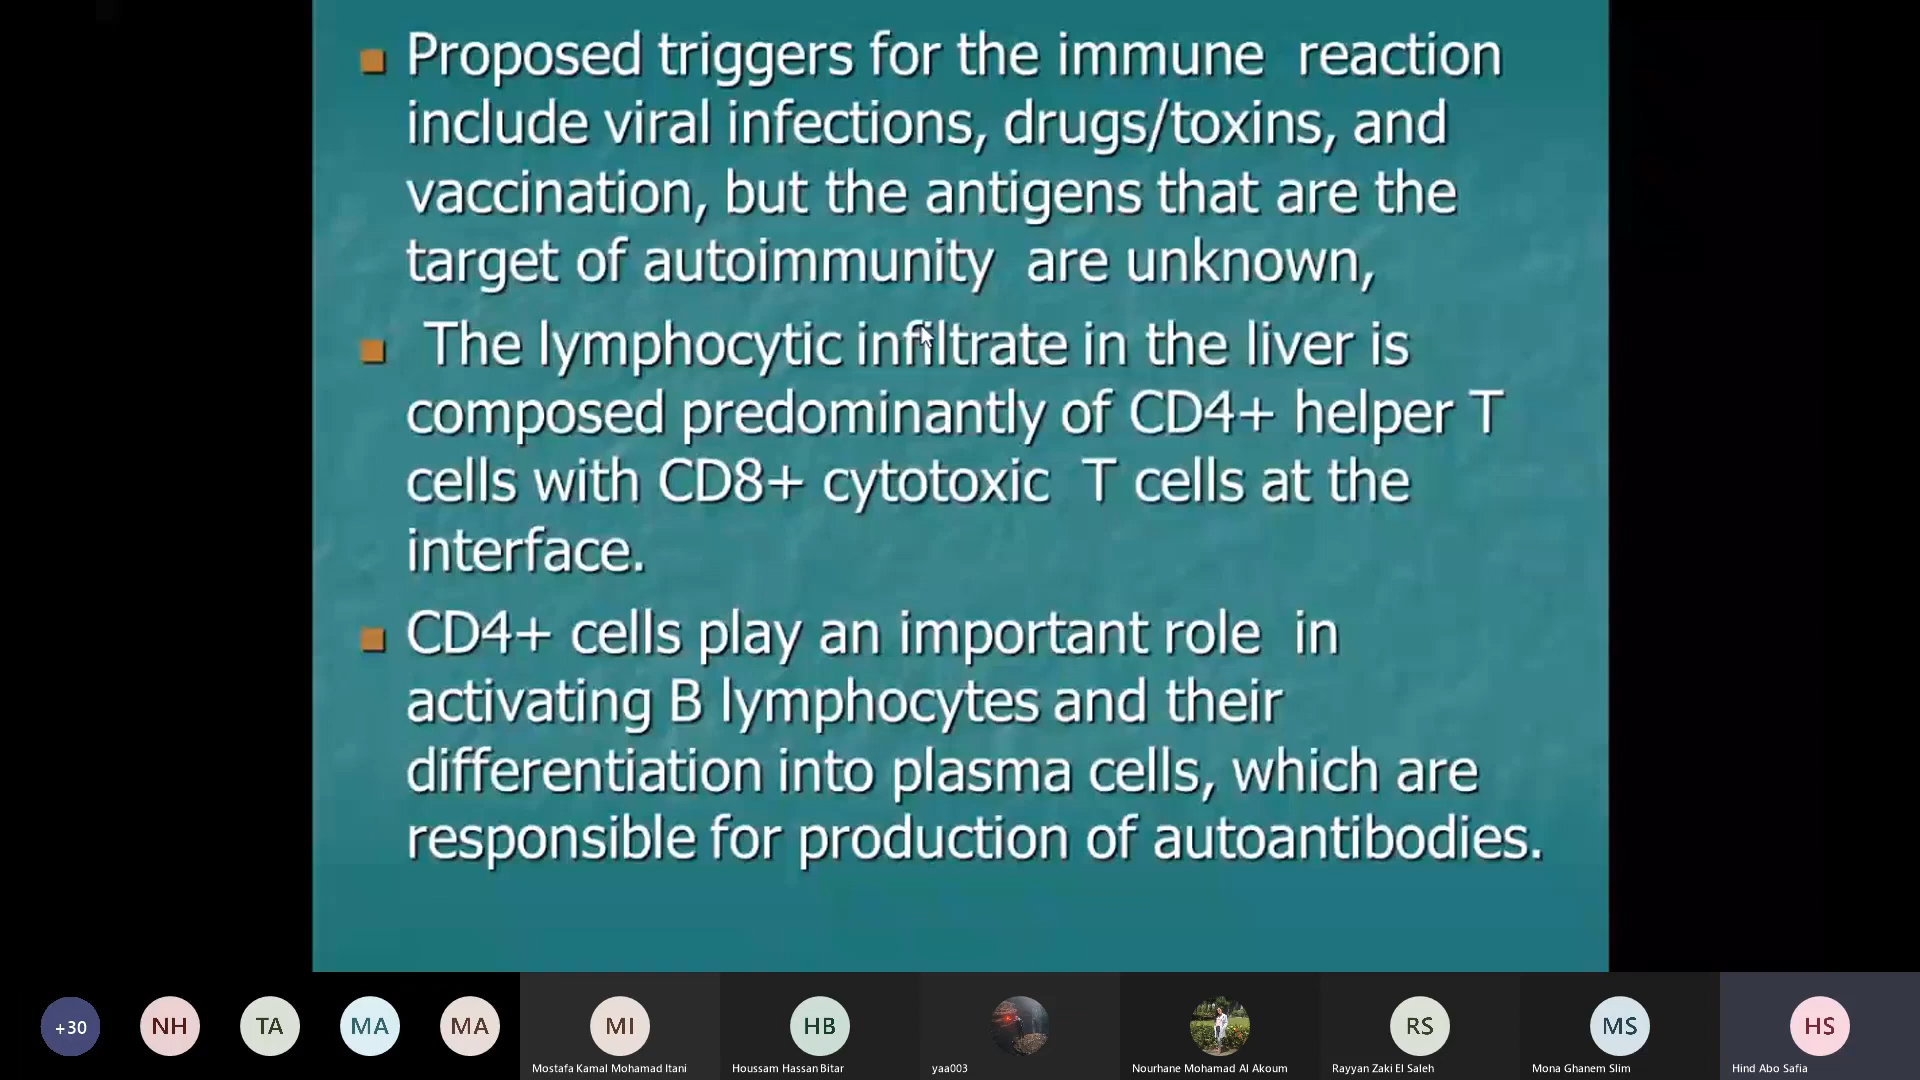 Proposed triggers for the immune reaction
include viral infections, drugs/toxins, and
vaccination, but the antigens that are the
target of autoimmunity are unknown,
The lymphocytic infiltrate in the liver is
composed predominantly of CD4+ helper T
cells with CD8+ cytotoxic T cells at the
interface.
CD4+ cells play an important role in
activating B lymphocytes and their
differentiation into plasma cells, which are
responsible for production of autoantibodies.
+30
NH
TA
MA
MA
MI
HB
RS
MS
HS
Mostafa Kamal Mohamad Itani
Houssam Hassan Bitar
yaa003
Nourhane Mohamad Al Akoum
Rayyan Zaki El Saleh
Mona Ghanem Slim
Hind Abo Safia